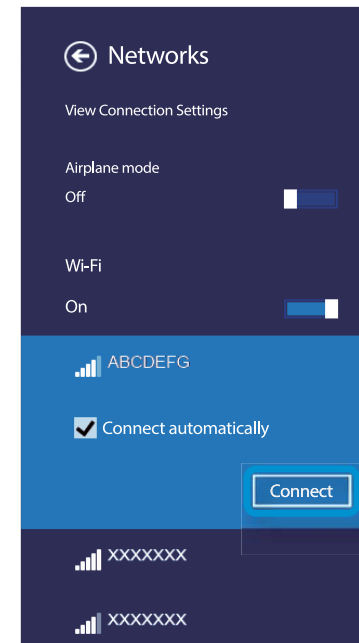 Networks
View Connection Settings
Airplane mode
Off
Wi-Fi
On
ABCDEFG
Connect automatically
Connect
XXXXXXX
XXXXXXX